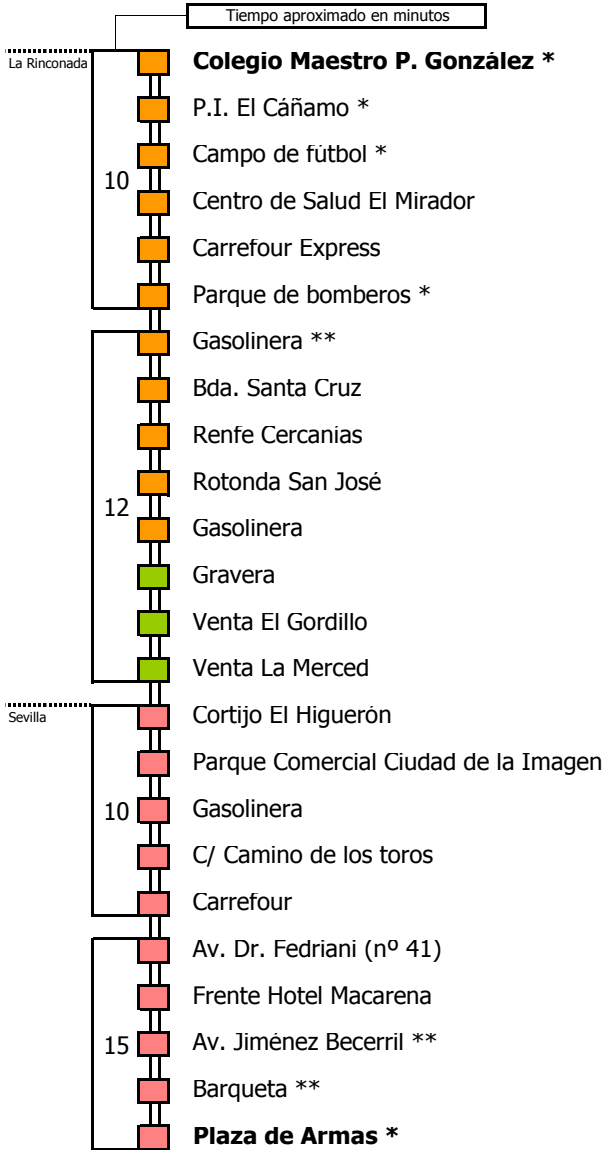 Tiempo aproximado en minutos
La Rinconada
Colegio Maestro P. González *
P.I. El Cáñamo *
Campo de fútbol *
10
Centro de Salud El Mirador
Carrefour Express
Parque de bomberos *
Gasolinera **
Bda. Santa Cruz
Renfe Cercanias
Rotonda San José
12
Gasolinera
Gravera
Venta El Gordillo
Venta La Merced
Sevilla
Cortijo El Higuerón
Parque Comercial Ciudad de la Imagen
10
Gasolinera
C/ Camino de los toros
Carrefour
Av. Dr. Fedriani (nº 41)
Frente Hotel Macarena
15
Av. Jiménez Becerril **
Barqueta **
Plaza de Armas *